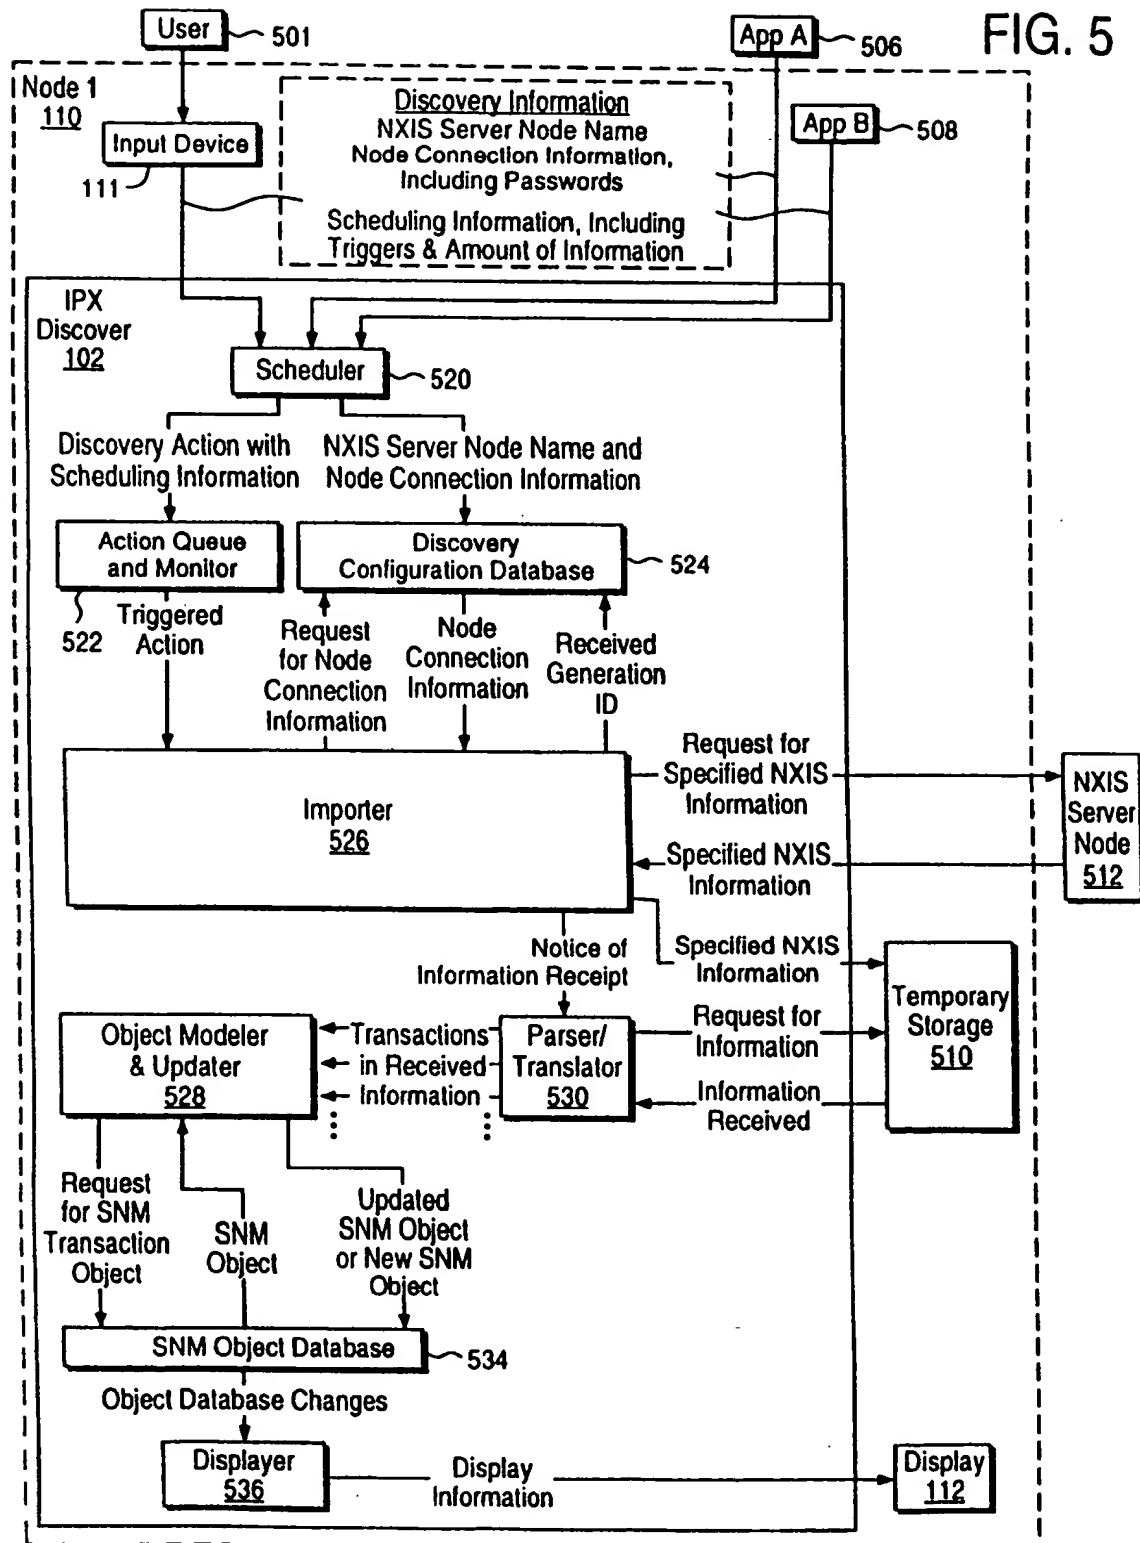 FIG. 5
User
501
App A
506
Node 1
110
Discovery Information
NXIS Server Node Name
Node Connection Information,
Including Passwords
Scheduling Information, Including
Triggers & Amount of Information
App B
508
Input Device
111
IPX
Discover
102
Scheduler
520
Discovery Action with
Scheduling Information
NXIS Server Node Name and
Node Connection Information
Action Queue
and Monitor
522
Discovery
Configuration Database
524
Triggered
Action
Request
for Node
Connection
Information
Node
Connection
Information
Received
Generation
ID
Importer
526
Request for
Specified NXIS
Information
Specified NXIS
Information
NXIS
Server
Node
512
Notice of
Information Receipt
Specified NXIS
Information
Temporary
Storage
510
Object Modeler
& Updater
528
Transactions
in Received
Information
Parser/
Translator
530
Request for
Information
Information
Received
Request
for SNM
Transaction
Object
SNM
Object
Updated
SNM Object
or New SNM
Object
SNM Object Database
534
Object Database Changes
Displayer
536
Display
Information
Display
112